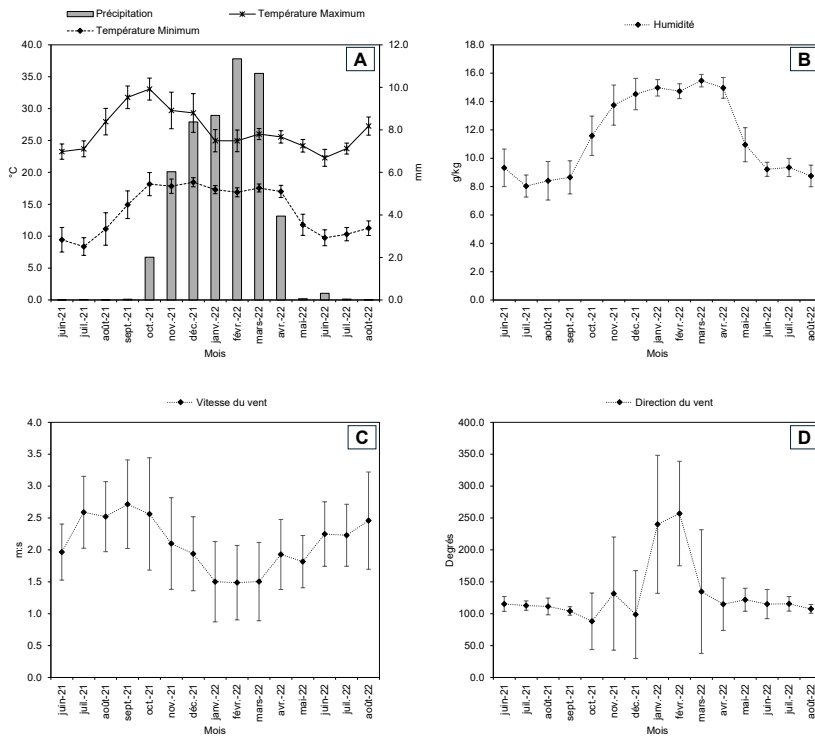 Précipitation
Température Maximum
Température Minimum
A
40.0
35.0
30.0
25.0
20.0
15.0
10.0
5.0
0.0
°C
12.0
10.0
8.0
6.0
4.0
2.0
0.0
mm
juin-21
juil.-21
août-21
sept.-21
oct.-21
nov.-21
déc.-21
janv.-22
févr.-22
mars-22
avr.-22
mai-22
juin-22
juil.-22
août-22
Mois
Humidité
B
18.0
16.0
14.0
12.0
10.0
8.0
6.0
4.0
2.0
0.0
g/kg
juin-21
juil.-21
août-21
sept.-21
oct.-21
nov.-21
déc.-21
janv.-22
févr.-22
mars-22
avr.-22
mai-22
juin-22
juil.-22
août-22
Mois
Vitesse du vent
C
4.0
3.5
3.0
2.5
2.0
1.5
1.0
0.5
0.0
m:s
juin-21
juil.-21
août-21
sept.-21
oct.-21
nov.-21
déc.-21
janv.-22
févr.-22
mars-22
avr.-22
mai-22
juin-22
juil.-22
août-22
Mois
Direction du vent
D
400.0
350.0
300.0
250.0
200.0
150.0
100.0
50.0
0.0
Degrés
juin-21
juil.-21
août-21
sept.-21
oct.-21
nov.-21
déc.-21
janv.-22
févr.-22
mars-22
avr.-22
mai-22
juin-22
juil.-22
août-22
Mois